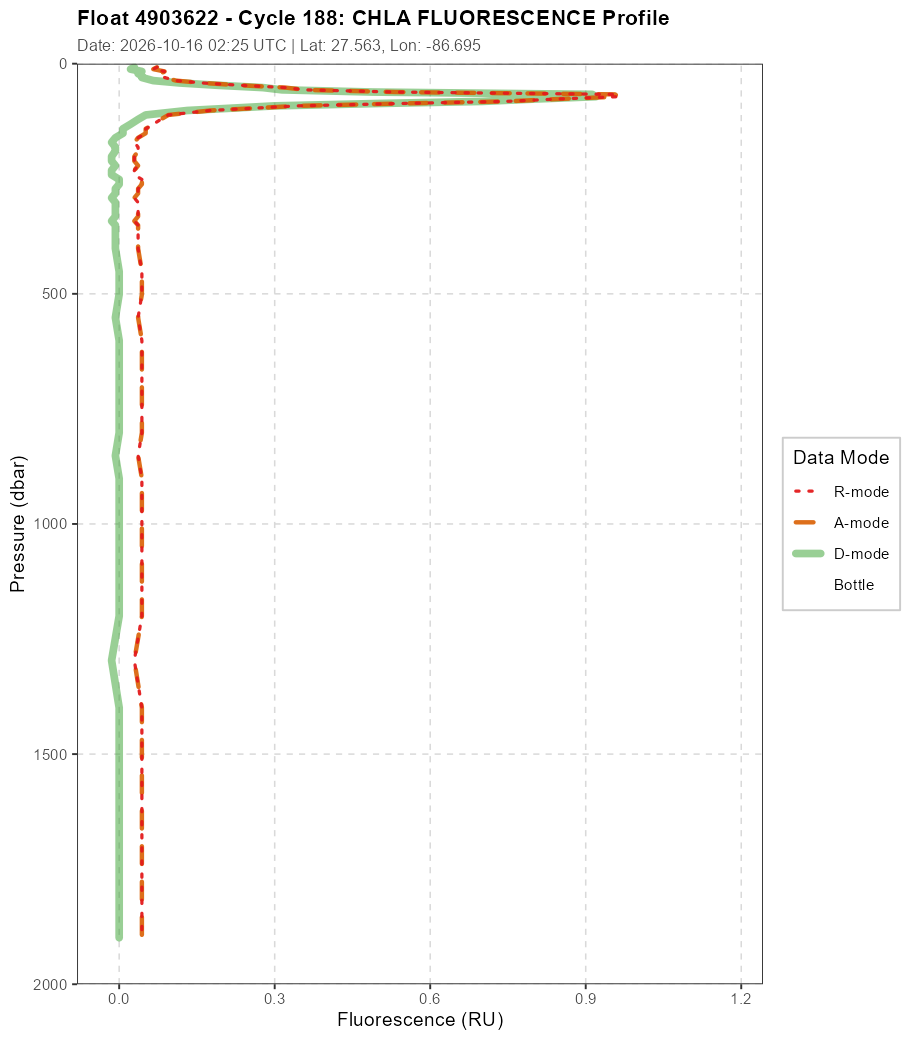 Float 4903622 - Cycle 188: CHLA FLUORESCENCE Profile
Date: 2026-10-16 02:25 UTC | Lat: 27.563, Lon: -86.695
0
500
1000
1500
2000
Pressure (dbar)
0.0
0.3
0.6
0.9
1.2
Fluorescence (RU)
Data Mode
R-mode
A-mode
D-mode
Bottle